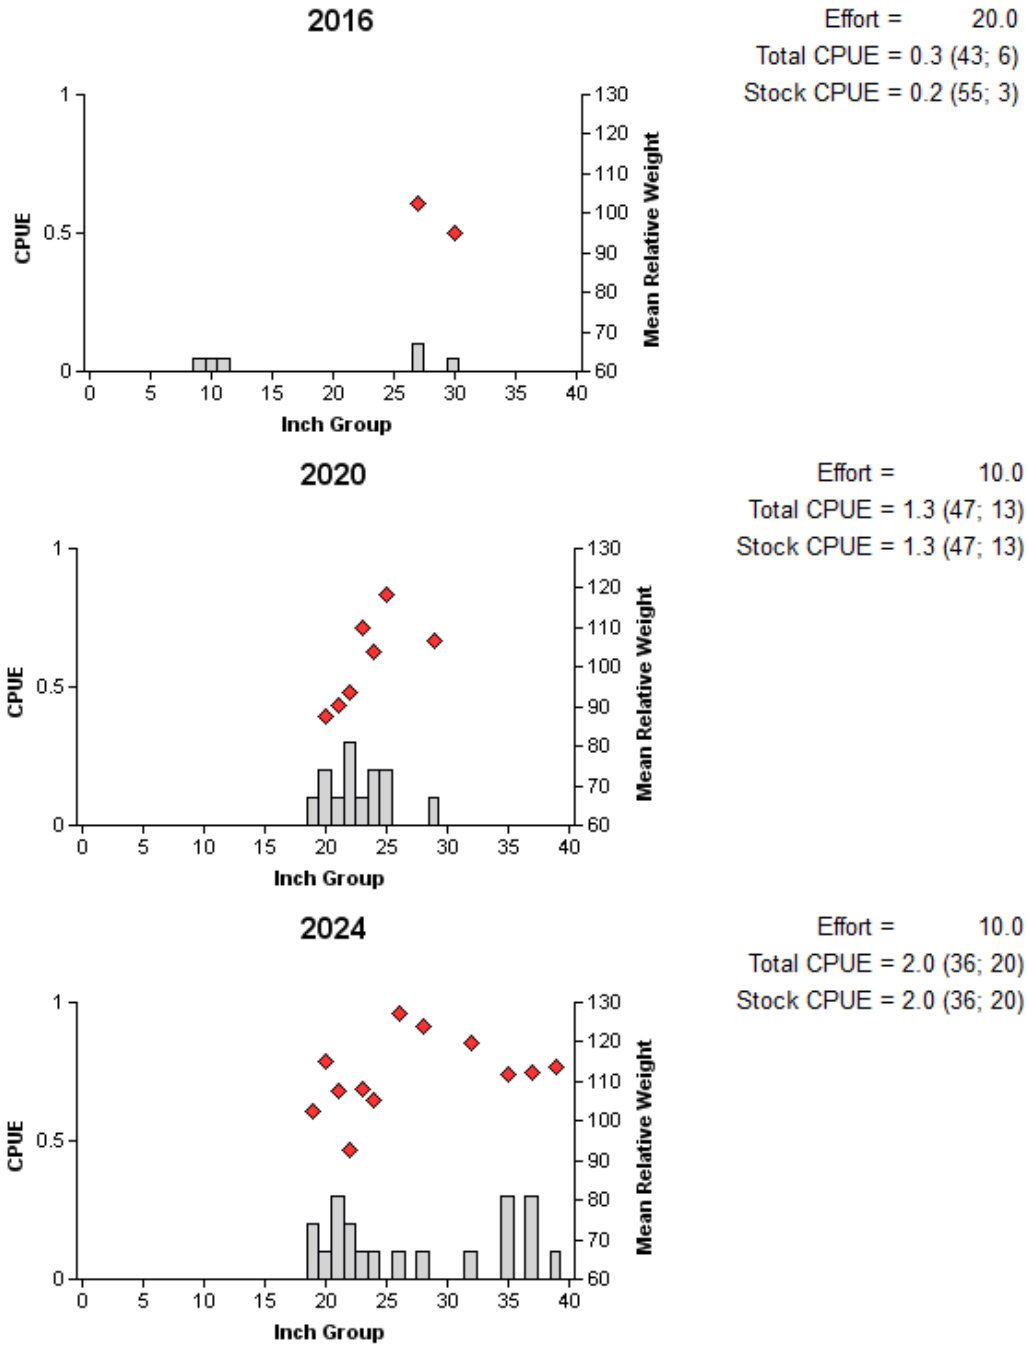 2016
Effort = 20.0
Total CPUE = 0.3 (43; 6)
Stock CPUE = 0.2 (55; 3)
1
0.5
0
CPUE
130
120
110
100
90
80
70
60
Mean Relative Weight
0 5 10 15 20 25 30 35 40
Inch Group
2020
Effort = 10.0
Total CPUE = 1.3 (47; 13)
Stock CPUE = 1.3 (47; 13)
1
0.5
0
CPUE
130
120
110
100
90
80
70
60
Mean Relative Weight
0 5 10 15 20 25 30 35 40
Inch Group
2024
Effort = 10.0
Total CPUE = 2.0 (36; 20)
Stock CPUE = 2.0 (36; 20)
1
0.5
0
CPUE
130
120
110
100
90
80
70
60
Mean Relative Weight
0 5 10 15 20 25 30 35 40
Inch Group